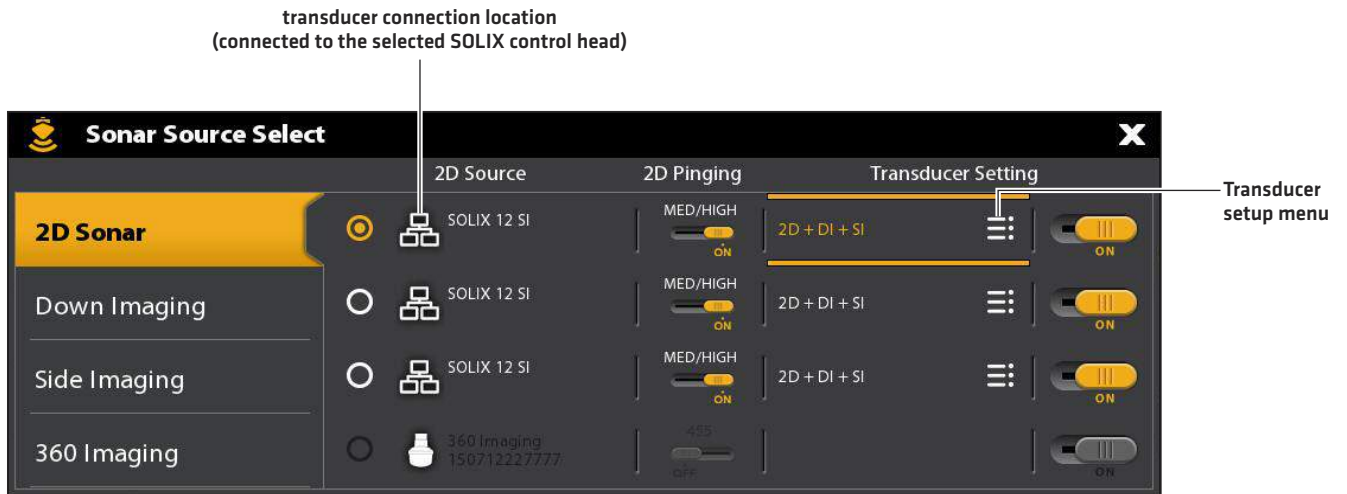 transducer connection location
(connected to the selected SOLIX control head)
Sonar Source Select
X
2D Source 2D Pinging Transducer Setting
Transducer
setup menu
2D Sonar
SOLIX 12 SI
MED/HIGH
ON
2D + DI + SI
ON
Down Imaging
SOLIX 12 SI
MED/HIGH
ON
2D + DI + SI
ON
Side Imaging
SOLIX 12 SI
MED/HIGH
ON
2D + DI + SI
ON
360 Imaging
360 Imaging
150712227777
455
OFF
ON